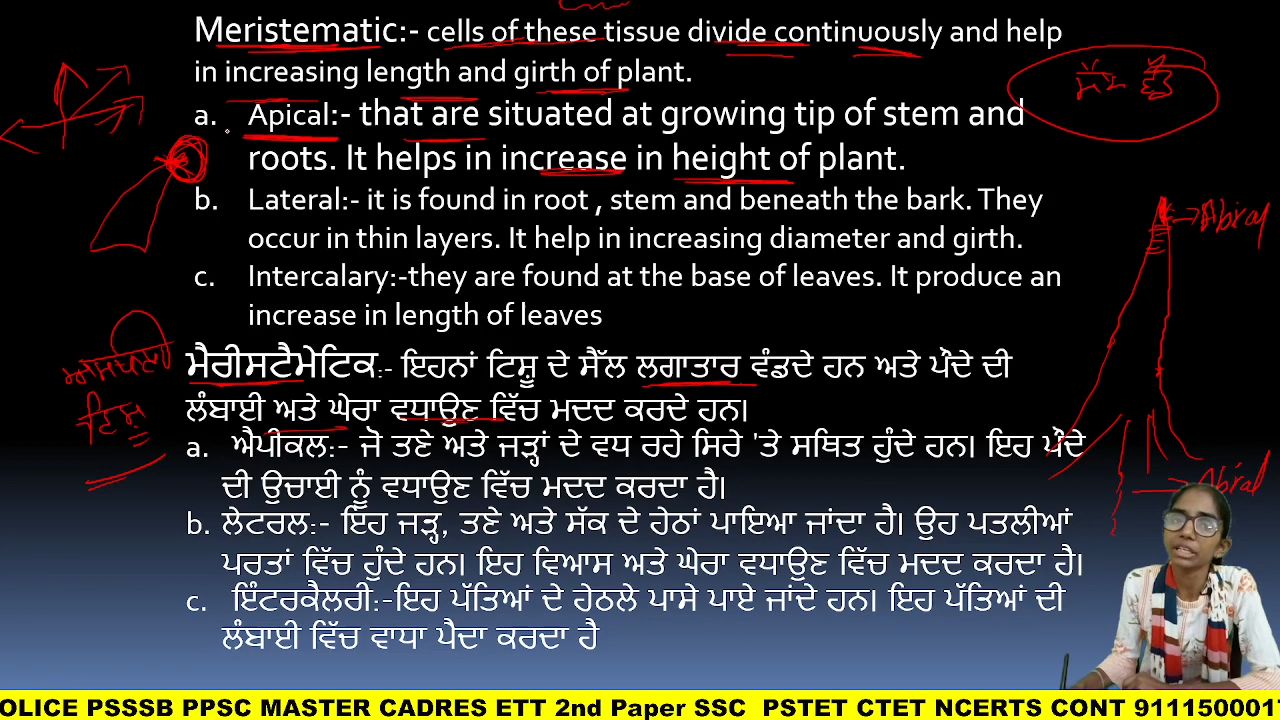 Meristematic:- cells of these tissue divide continuously and help
in increasing length and girth of plant.
a. Apical:- that are situated at growing tip of stem and
roots. It helps in increase in height of plant.
b. Lateral:- it is found in root , stem and beneath the bark. They
occur in thin layers. It help in increasing diameter and girth.
c. Intercalary:-they are found at the base of leaves. It produce an
increase in length of leaves
ਮੈਰੀਸਟੈਮੇਟਿਕ:- ਇਹਨਾਂ ਟਿਸ਼ੂ ਦੇ ਸੈੱਲ ਲਗਾਤਾਰ ਵੰਡਦੇ ਹਨ ਅਤੇ ਪੌਦੇ ਦੀ
ਲੰਬਾਈ ਅਤੇ ਘੇਰਾ ਵਧਾਉਣ ਵਿੱਚ ਮਦਦ ਕਰਦੇ ਹਨ।
a. ਐਪੀਕਲ:- ਜੋ ਤਣੇ ਅਤੇ ਜੜ੍ਹਾਂ ਦੇ ਵਧ ਰਹੇ ਸਿਰੇ 'ਤੇ ਸਥਿਤ ਹੁੰਦੇ ਹਨ। ਇਹ ਪੌਦੇ
ਦੀ ਉਚਾਈ ਨੂੰ ਵਧਾਉਣ ਵਿੱਚ ਮਦਦ ਕਰਦਾ ਹੈ।
b. ਲੇਟਰਲ:- ਇਹ ਜੜ੍ਹ, ਤਣੇ ਅਤੇ ਸੱਕ ਦੇ ਹੇਠਾਂ ਪਾਇਆ ਜਾਂਦਾ ਹੈ। ਉਹ ਪਤਲੀਆਂ
ਪਰਤਾਂ ਵਿੱਚ ਹੁੰਦੇ ਹਨ। ਇਹ ਵਿਆਸ ਅਤੇ ਘੇਰਾ ਵਧਾਉਣ ਵਿੱਚ ਮਦਦ ਕਰਦਾ ਹੈ।
c. ਇੰਟਰਕੈਲਰੀ:-ਇਹ ਪੱਤਿਆਂ ਦੇ ਹੇਠਲੇ ਪਾਸੇ ਪਾਏ ਜਾਂਦੇ ਹਨ। ਇਹ ਪੱਤਿਆਂ ਦੀ
ਲੰਬਾਈ ਵਿੱਚ ਵਾਧਾ ਪੈਦਾ ਕਰਦਾ ਹੈ
ਟਿਸ਼ੂ
OLICE PSSSB PPSC MASTER CADRES ETT 2nd Paper SSC PSTET CTET NCERTS CONT 911150001